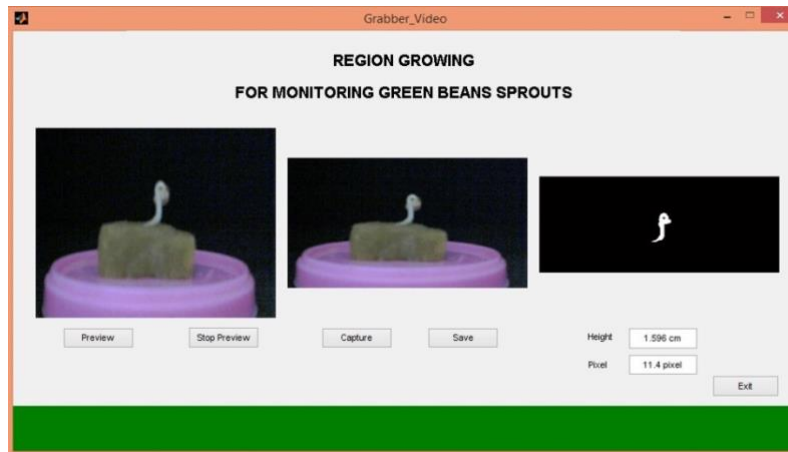 Grabber_Video
REGION GROWING
FOR MONITORING GREEN BEANS SPROUTS
Preview
Stop Preview
Capture
Save
Height
1.596 cm
Pixel
11.4 pixel
Exit